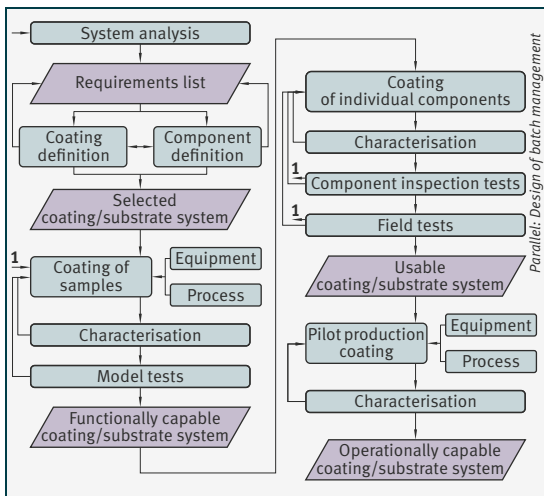 System analysis
Requirements list
Coating
definition
Component
definition
Selected
coating/substrate system
1
Coating of
samples
Equipment
Process
Characterisation
Model tests
Functionally capable
coating/substrate system
Coating
of individual components
Characterisation
1
Component inspection tests
1
Field tests
Usable
coating/substrate system
Pilot production
coating
Equipment
Process
Characterisation
Operationally capable
coating/substrate system
Parallel: Design of batch management